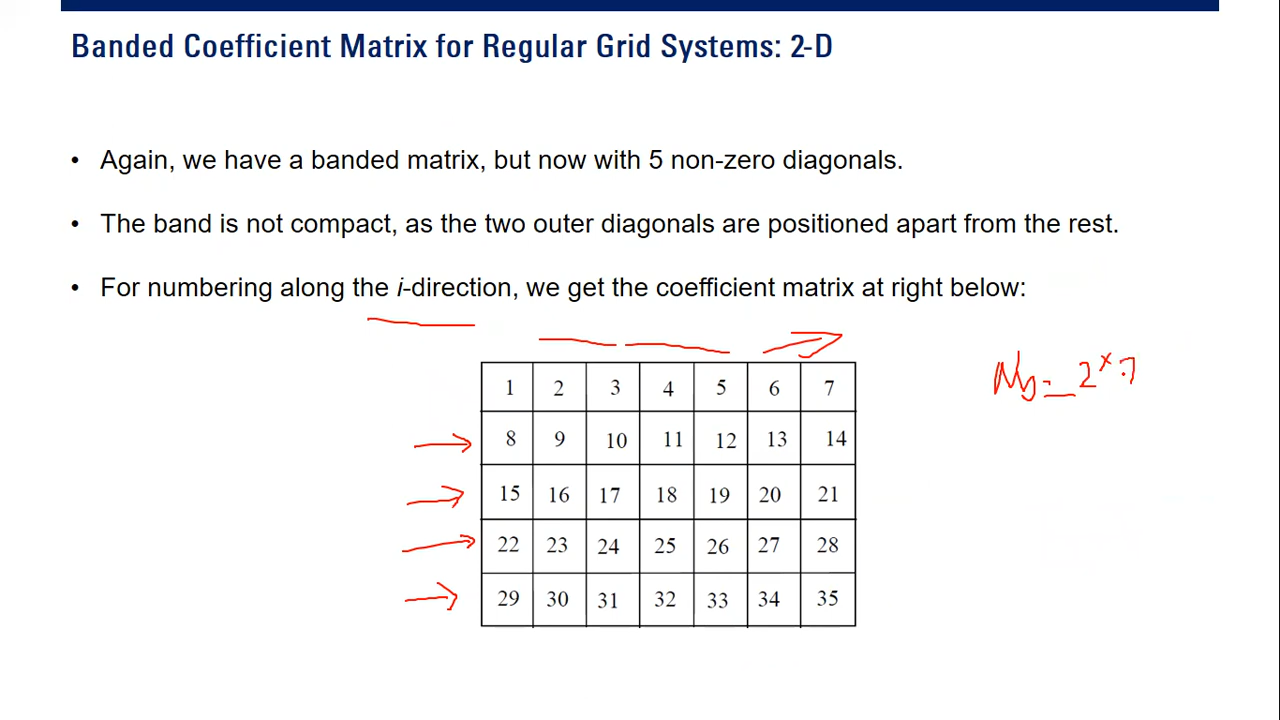 Banded Coefficient Matrix for Regular Grid Systems: 2-D
• Again, we have a banded matrix, but now with 5 non-zero diagonals.
• The band is not compact, as the two outer diagonals are positioned apart from the rest.
• For numbering along the i-direction, we get the coefficient matrix at right below:
1 2 3 4 5 6 7
8 9 10 11 12 13 14
15 16 17 18 19 20 21
22 23 24 25 26 27 28
29 30 31 32 33 34 35